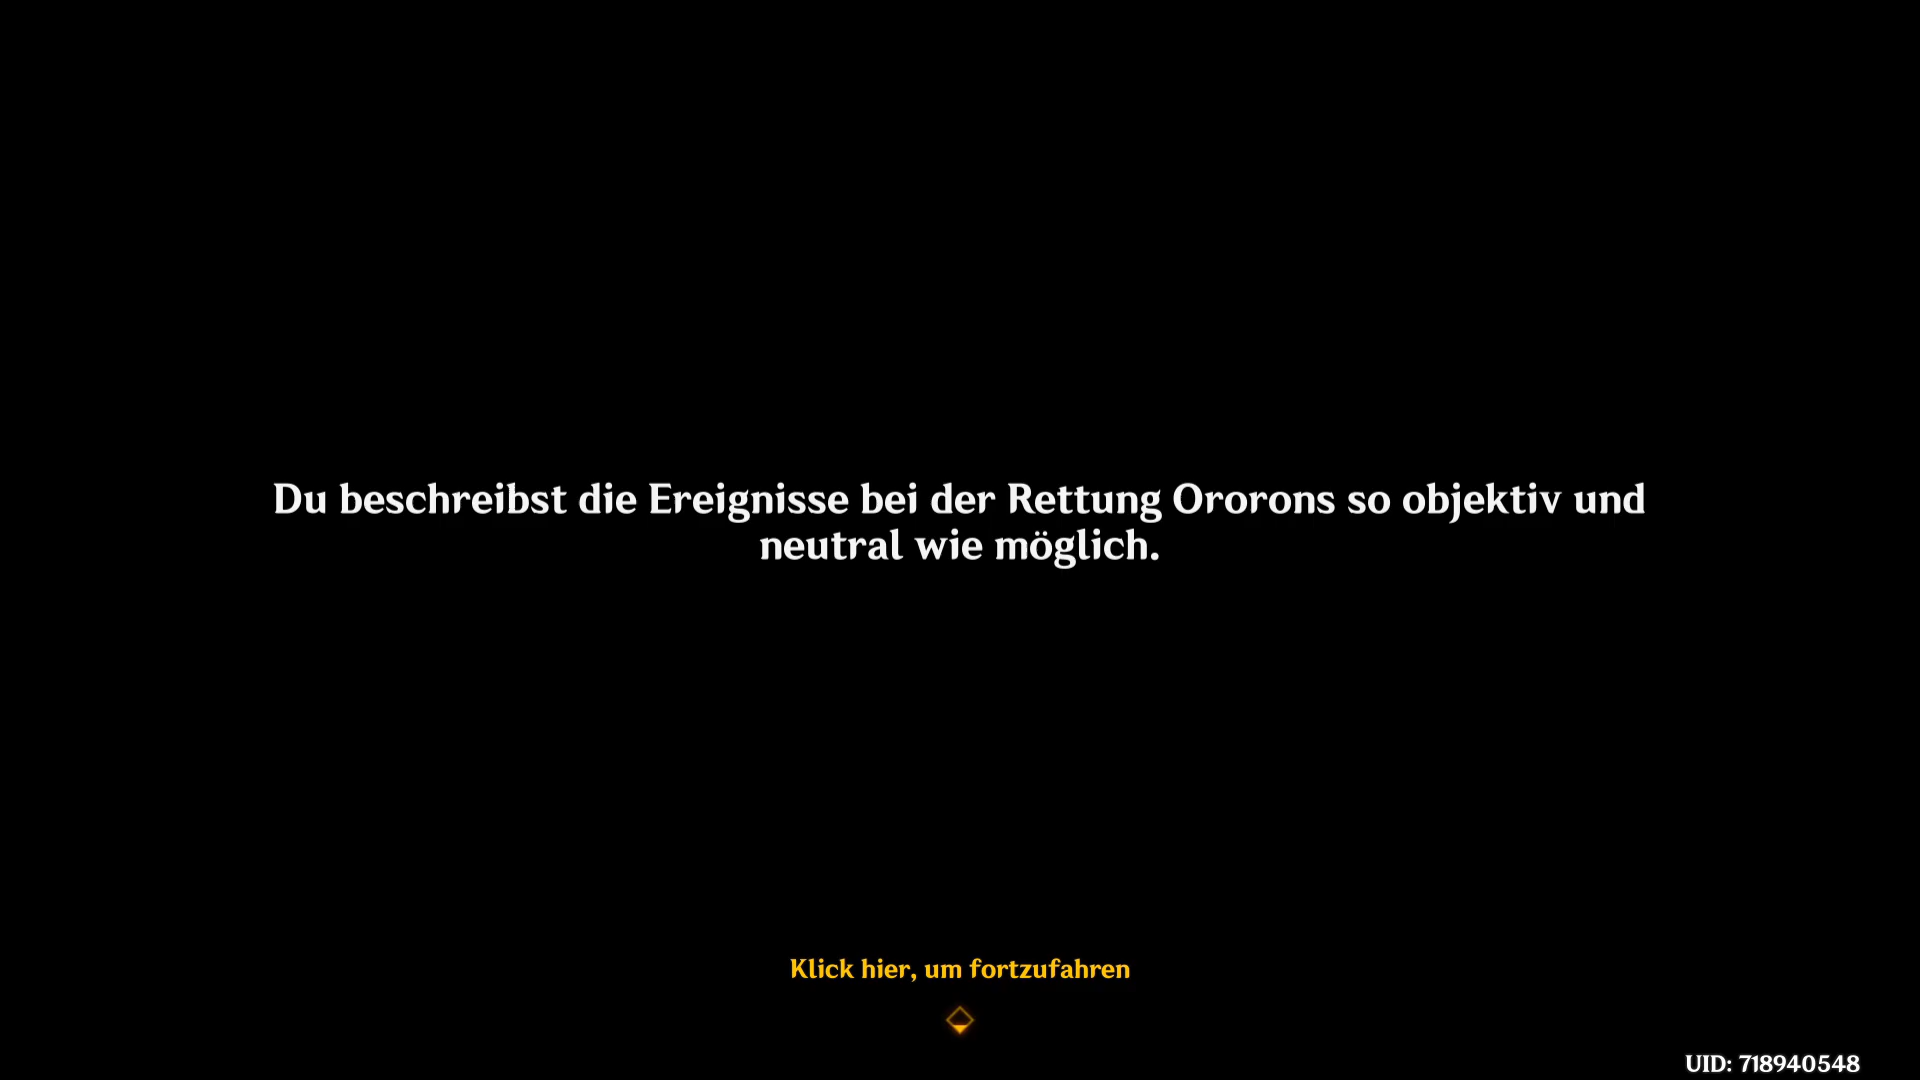 Du beschreibst die Ereignisse bei der Rettung Ororons so objektiv und
neutral wie möglich.
Klick hier, um fortzufahren
UID: 718940548